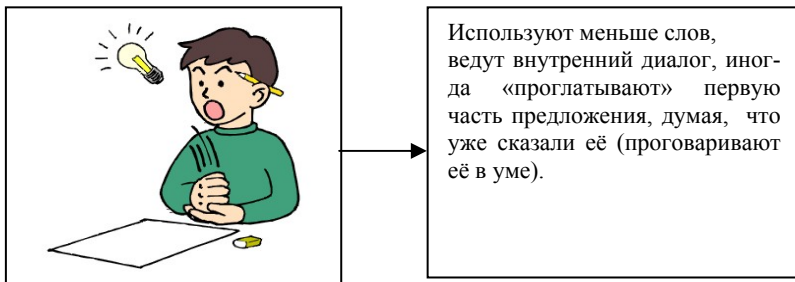 Используют меньше слов,
ведут внутренний диалог, иног-
да «проглатывают» первую
часть предложения, думая, что
уже сказали её (проговаривают
её в уме).